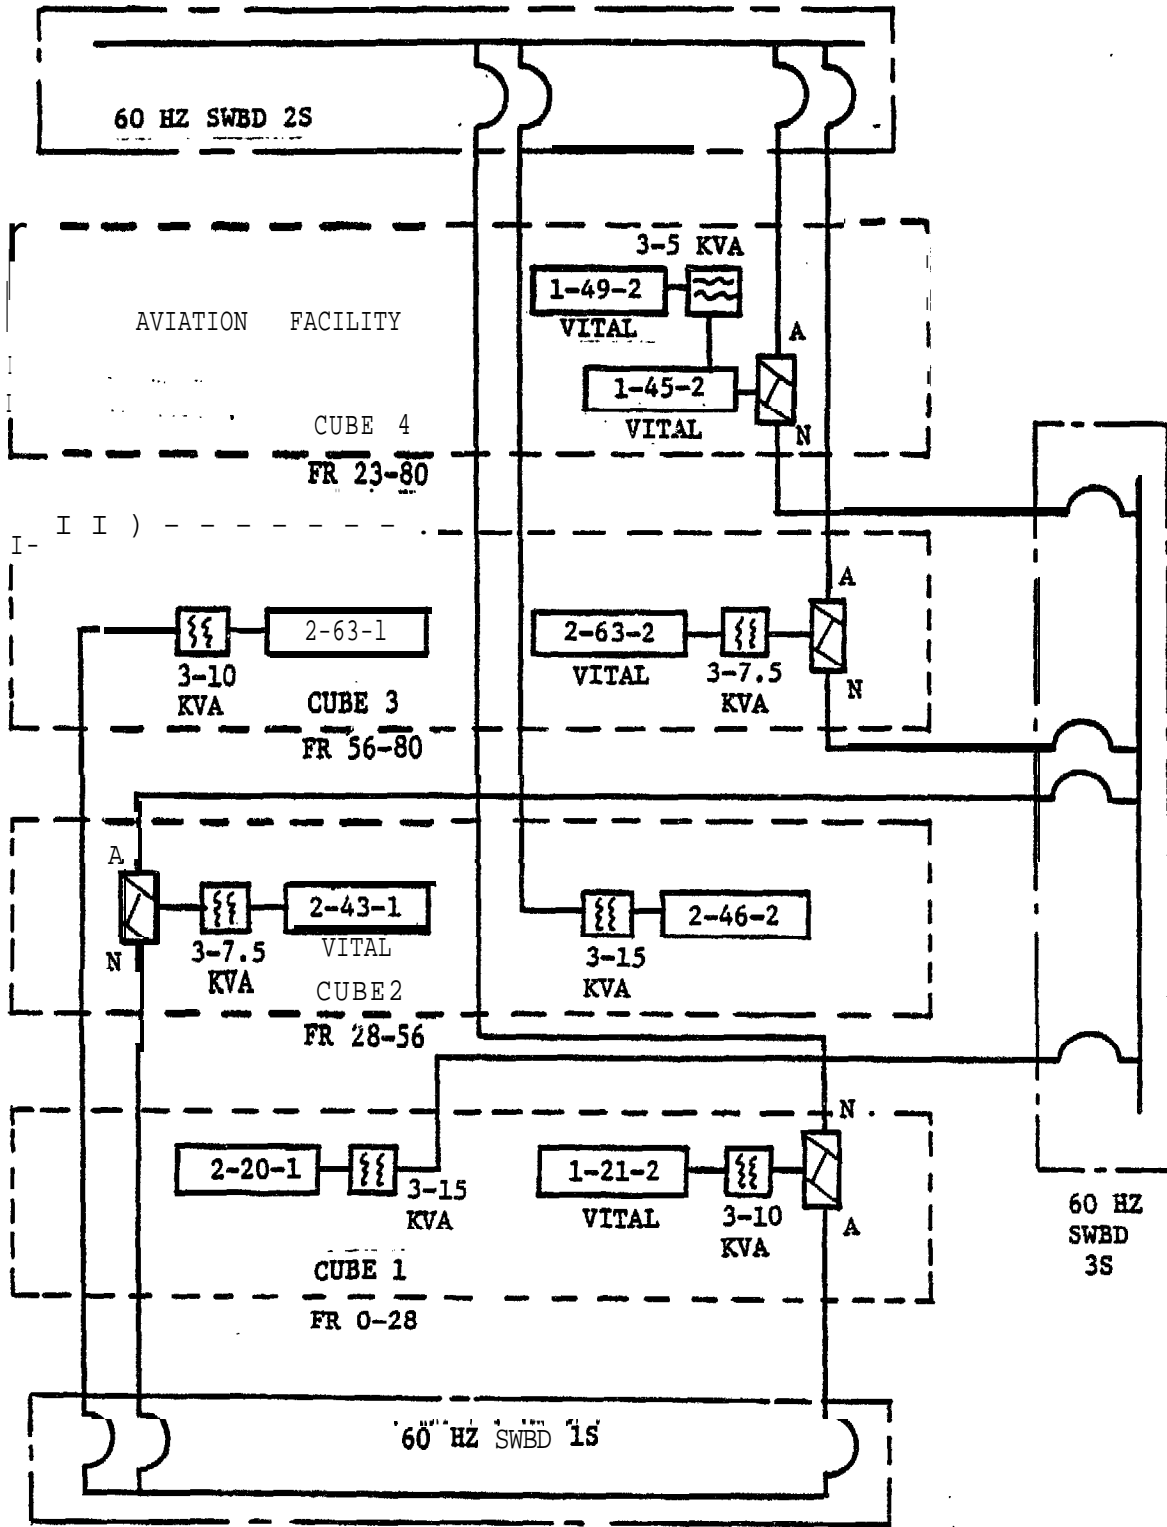 60 HZ SWBD 2S
3-5 KVA
1-49-2
VITAL
AVIATION FACILITY
A
1-45-2
VITAL
N
CUBE 4
FR 23-80
A
2-63-1
2-63-2
3-10
KVA
VITAL
3-7.5
KVA
N
CUBE 3
FR 56-80
A
2-43-1
2-46-2
N
3-7.5
KVA
VITAL
3-15
KVA
CUBE2
FR 28-56
N
2-20-1
1-21-2
3-15
KVA
VITAL
3-10
KVA
A
60 HZ
SWBD
3S
CUBE 1
FR 0-28
60 HZ SWBD 1S